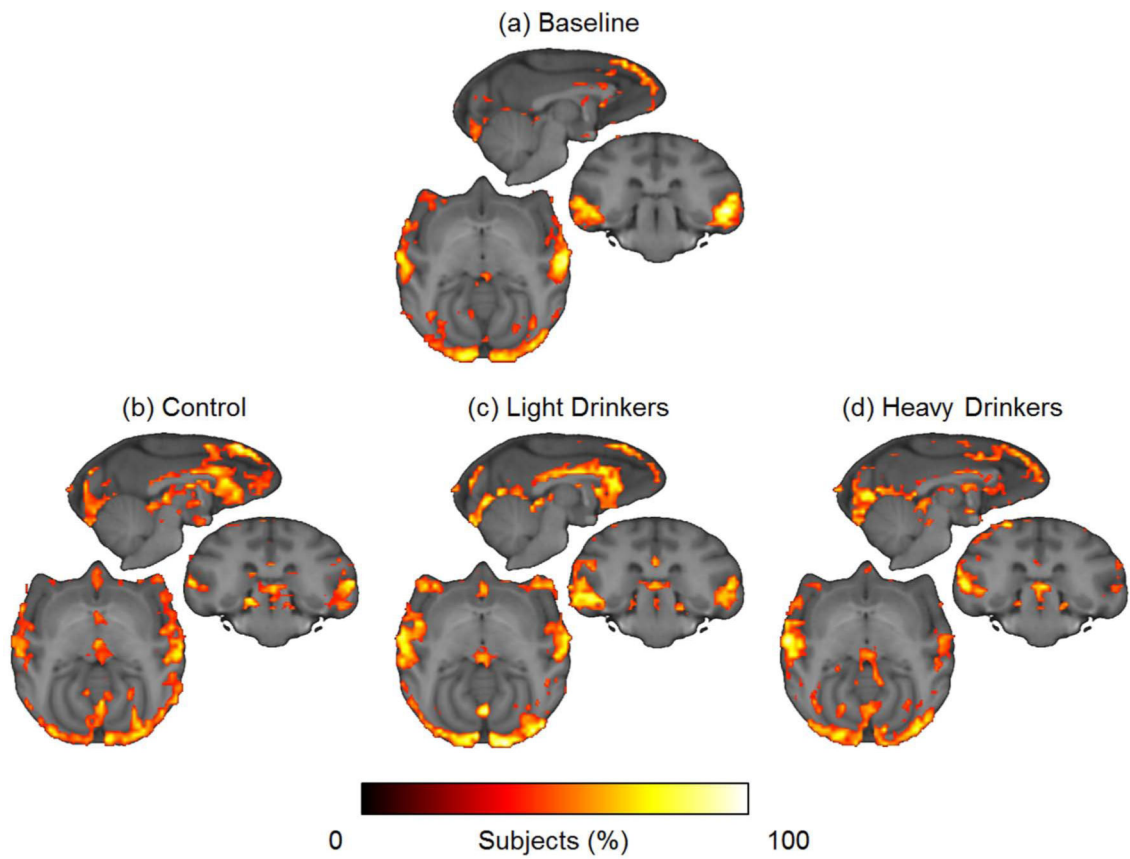 (a) Baseline
(b) Control
(c) Light Drinkers
(d) Heavy Drinkers
0 Subjects (%) 100